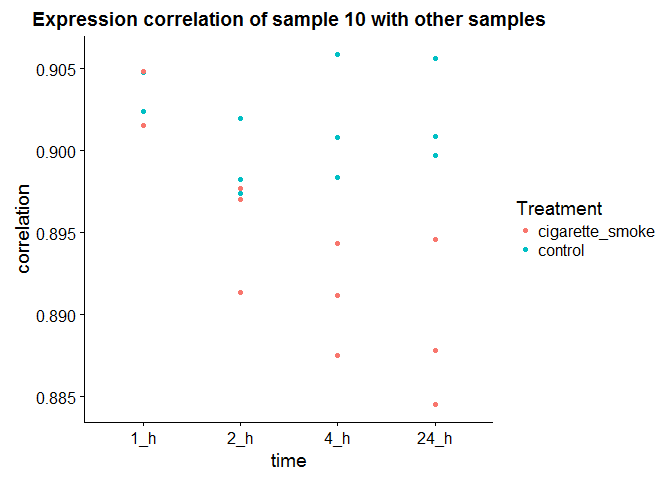 Expression correlation of sample 10 with other samples
0.905
0.900
0.895
0.890
0.885
correlation
1_h
2_h
4_h
24_h
time
Treatment
cigarette_smoke
control